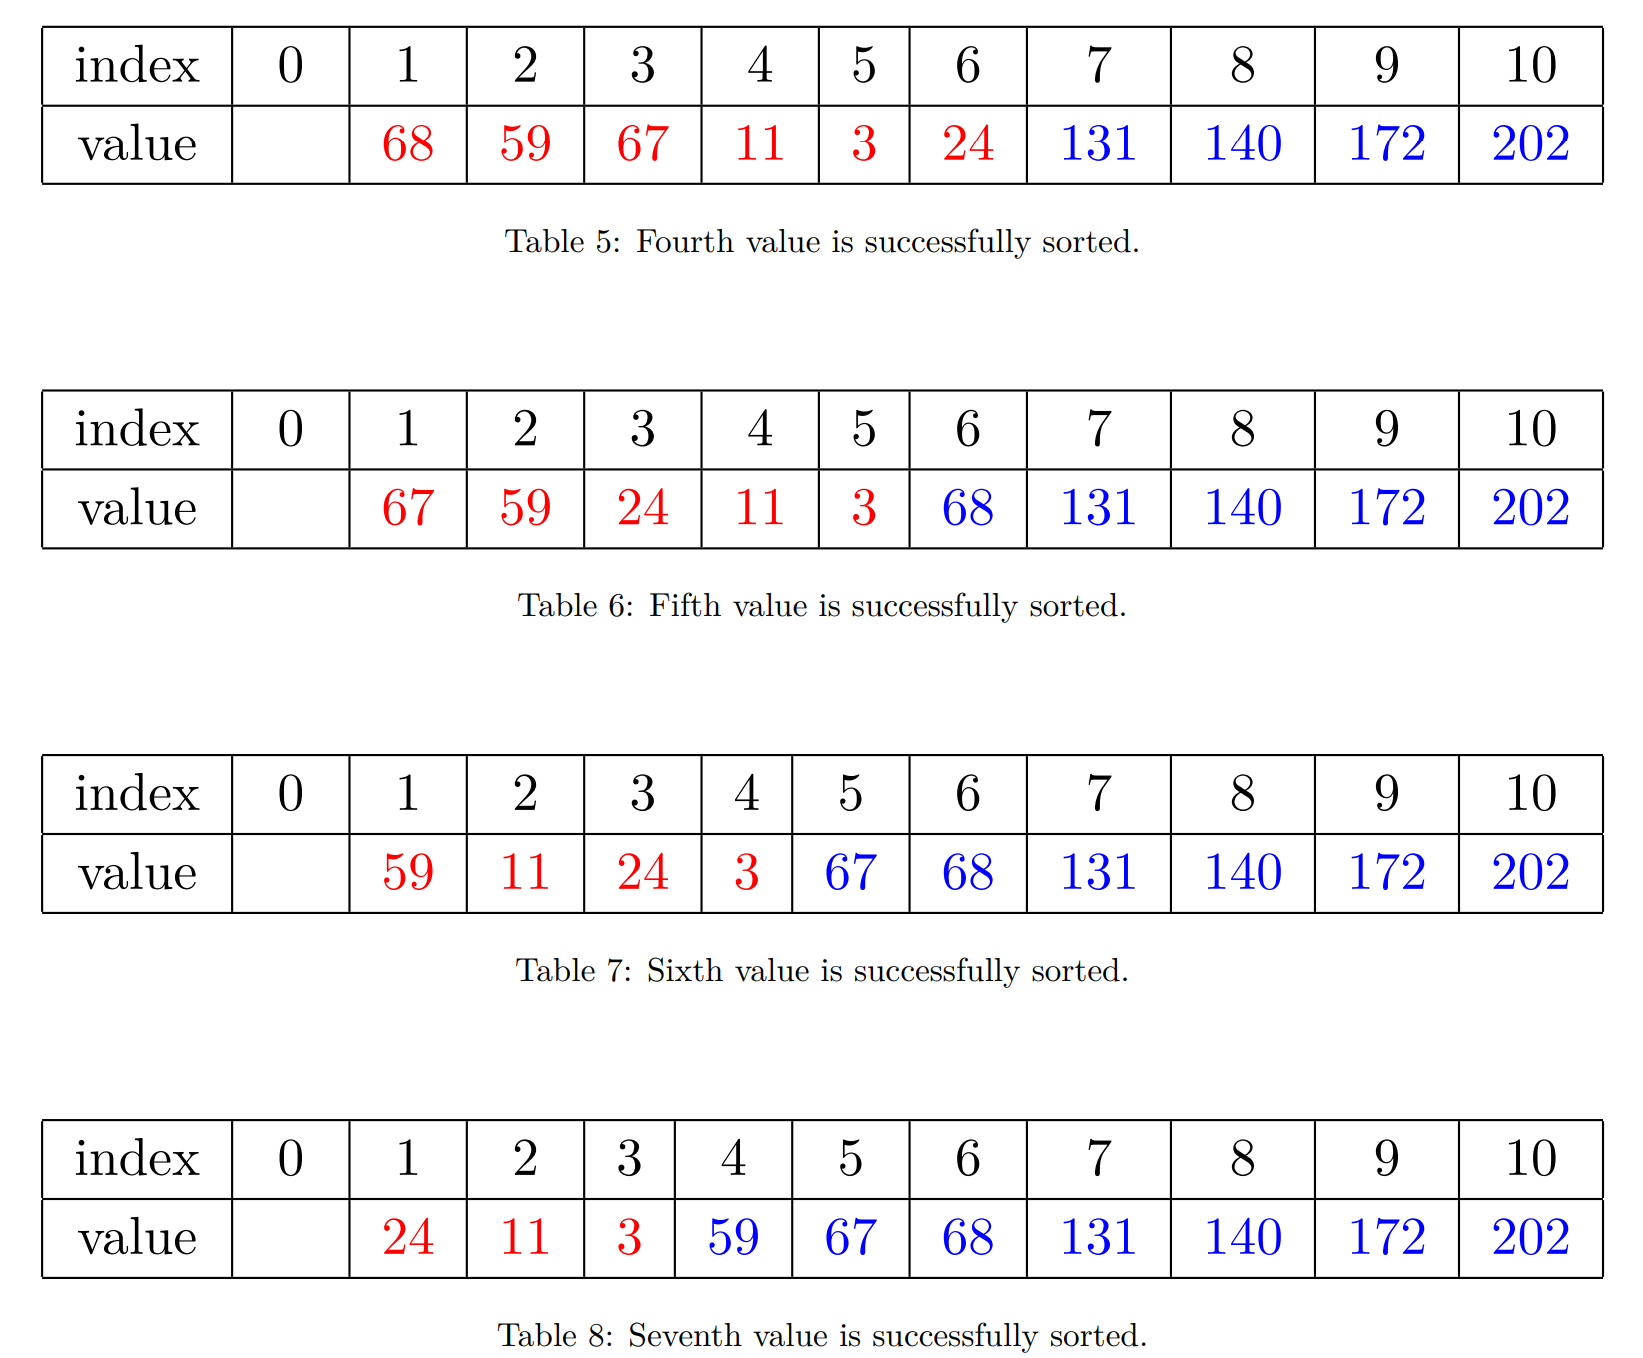 index 0 1 2 3 4 5 6 7 8 9 10
value 68 59 67 11 3 24 131 140 172 202
Table 5: Fourth value is successfully sorted.
index 0 1 2 3 4 5 6 7 8 9 10
value 67 59 24 11 3 68 131 140 172 202
Table 6: Fifth value is successfully sorted.
index 0 1 2 3 4 5 6 7 8 9 10
value 59 11 24 3 67 68 131 140 172 202
Table 7: Sixth value is successfully sorted.
index 0 1 2 3 4 5 6 7 8 9 10
value 24 11 3 59 67 68 131 140 172 202
Table 8: Seventh value is successfully sorted.